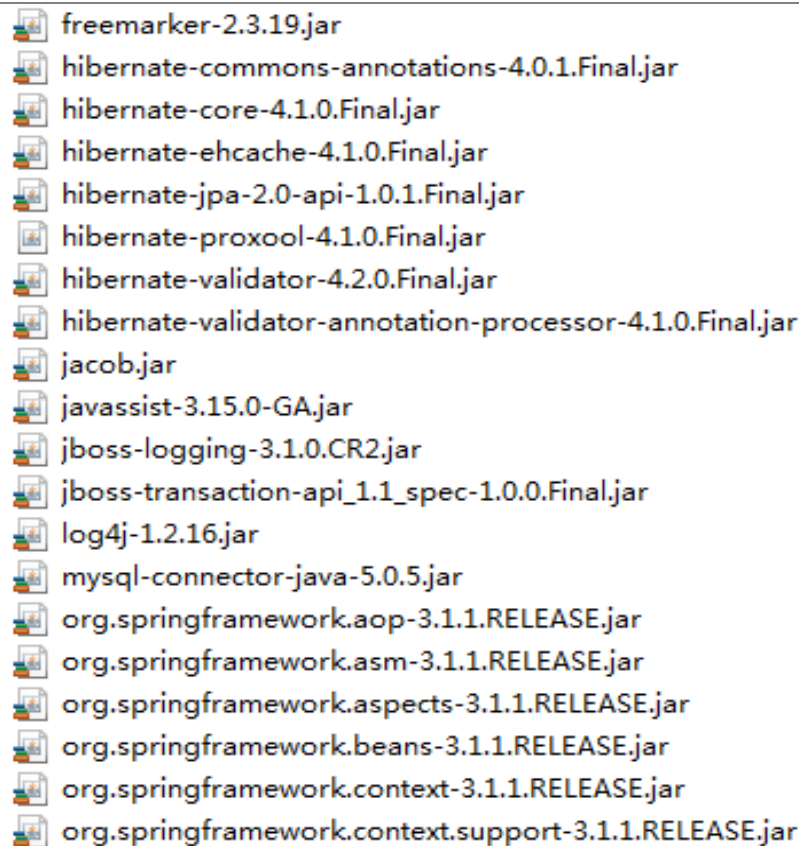 freemarker-2.3.19.jar
hibernate-commons-annotations-4.0.1.Final.jar
hibernate-core-4.1.0.Final.jar
hibernate-ehcache-4.1.0.Final.jar
hibernate-jpa-2.0-api-1.0.1.Final.jar
hibernate-proxool-4.1.0.Final.jar
hibernate-validator-4.2.0.Final.jar
hibernate-validator-annotation-processor-4.1.0.Final.jar
jacob.jar
javassist-3.15.0-GA.jar
jboss-logging-3.1.0.CR2.jar
jboss-transaction-api_1.1_spec-1.0.0.Final.jar
log4j-1.2.16.jar
mysql-connector-java-5.0.5.jar
org.springframework.aop-3.1.1.RELEASE.jar
org.springframework.asm-3.1.1.RELEASE.jar
org.springframework.aspects-3.1.1.RELEASE.jar
org.springframework.beans-3.1.1.RELEASE.jar
org.springframework.context-3.1.1.RELEASE.jar
org.springframework.context.support-3.1.1.RELEASE.jar